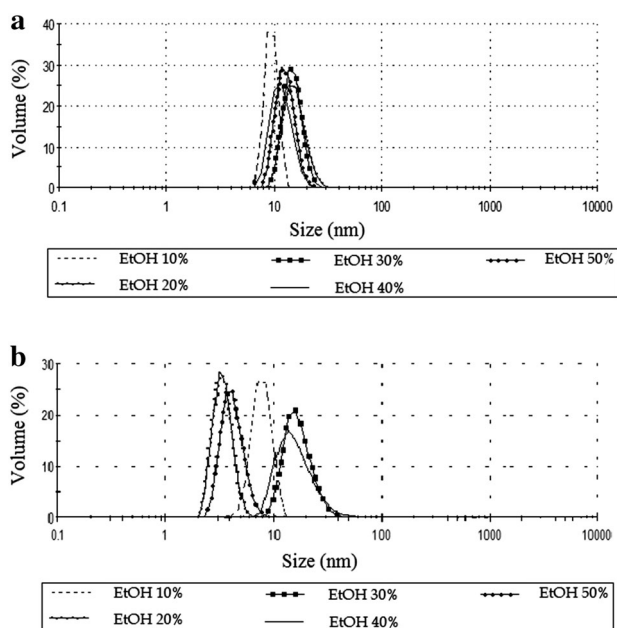 a
40
30
20
10
0
Volume (%)
0.1 1 10 100 1000 10000
Size (nm)
EtOH 10% EtOH 30% EtOH 50%
EtOH 20% EtOH 40%
b
30
20
10
0
Volume (%)
0.1 1 10 100 1000 10000
Size (nm)
EtOH 10% EtOH 30% EtOH 50%
EtOH 20% EtOH 40%